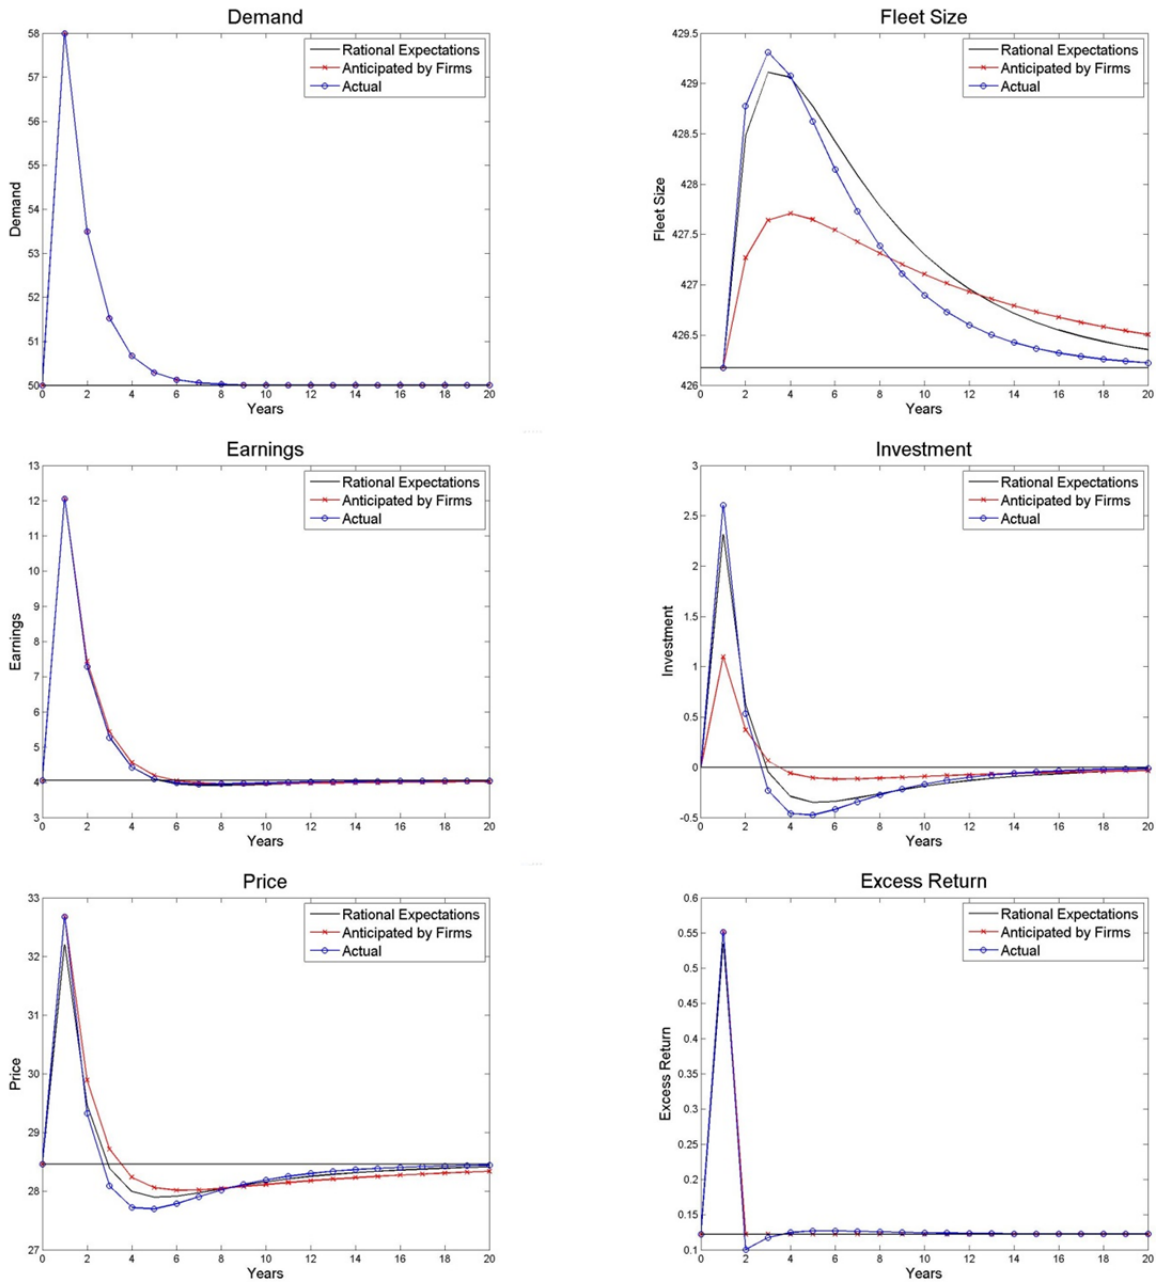 Demand
58
57
56
55
54
53
52
51
50
Demand
0 2 4 6 8 10 12 14 16 18 20
Years
Rational Expectations
Anticipated by Firms
Actual
Fleet Size
429.5
429
428.5
428
427.5
427
426.5
426
Fleet Size
0 2 4 6 8 10 12 14 16 18 20
Years
Rational Expectations
Anticipated by Firms
Actual
Earnings
13
12
11
10
9
8
7
6
5
4
3
Earnings
0 2 4 6 8 10 12 14 16 18 20
Years
Rational Expectations
Anticipated by Firms
Actual
Investment
3
2.5
2
1.5
1
0.5
0
-0.5
Investment
0 2 4 6 8 10 12 14 16 18 20
Years
Rational Expectations
Anticipated by Firms
Actual
Price
33
32
31
30
29
28
27
Price
0 2 4 6 8 10 12 14 16 18 20
Years
Rational Expectations
Anticipated by Firms
Actual
Excess Return
0.6
0.55
0.5
0.45
0.4
0.35
0.3
0.25
0.2
0.15
0.1
Excess Return
0 2 4 6 8 10 12 14 16 18 20
Years
Rational Expectations
Anticipated by Firms
Actual